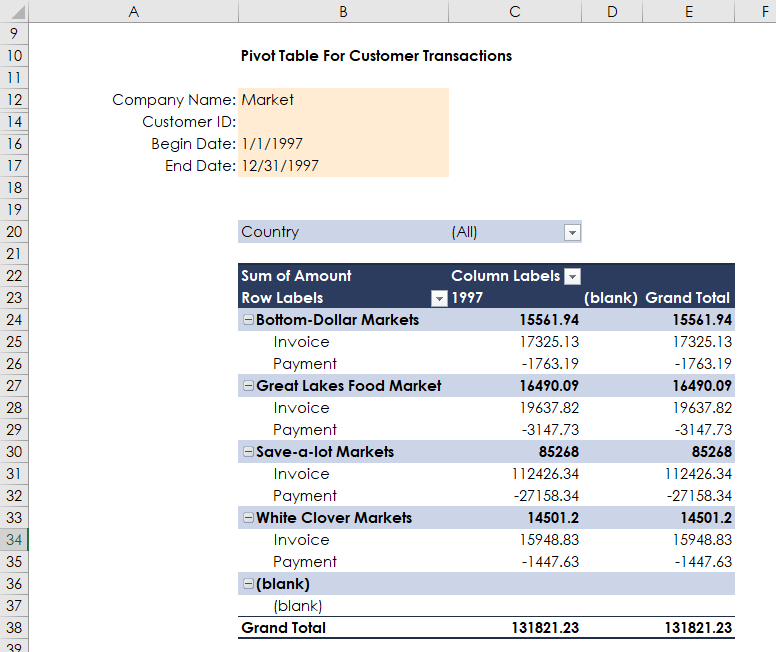 A B C D E F
9
10 Pivot Table For Customer Transactions
11
12 Company Name: Market
14 Customer ID:
16 Begin Date: 1/1/1997
17 End Date: 12/31/1997
18
19
20 Country (All)
21
22 Sum of Amount Column Labels
23 Row Labels 1997 (blank) Grand Total
24 Bottom-Dollar Markets 15561.94 15561.94
25 Invoice 17325.13 17325.13
26 Payment -1763.19 -1763.19
27 Great Lakes Food Market 16490.09 16490.09
28 Invoice 19637.82 19637.82
29 Payment -3147.73 -3147.73
30 Save-a-lot Markets 85268 85268
31 Invoice 112426.34 112426.34
32 Payment -27158.34 -27158.34
33 White Clover Markets 14501.2 14501.2
34 Invoice 15948.83 15948.83
35 Payment -1447.63 -1447.63
36 (blank)
37 (blank)
38 Grand Total 131821.23 131821.23
39